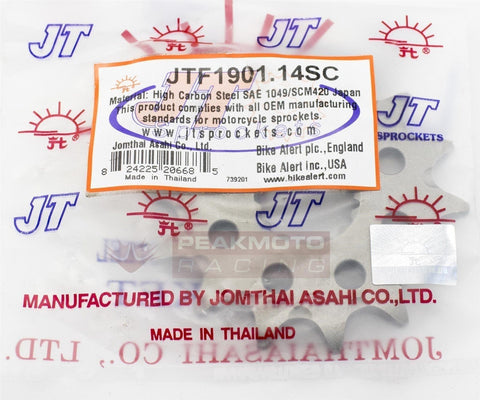 JT
JT
JT
SPROCKETS
JTF1901.14SC
Material: High Carbon Steel SAE 1049/SCM420 Japan
This product complies with all OEM manufacturing
standards for motorcycle sprockets.
www.jtsprockets.com
Jomthai Asahi Co., Ltd.
Bike Alert plc.,England
8 24225 20668 5
Bike Alert inc.,USA
Made in Thailand
739201
www.bikealert.com
JT
JT
PEAKMOTO
RACING
MANUFACTURED BY JOMTHAI ASAHI CO.,LTD.
MADE IN THAILAND
JOMTHAIASAHI CO., LTD.